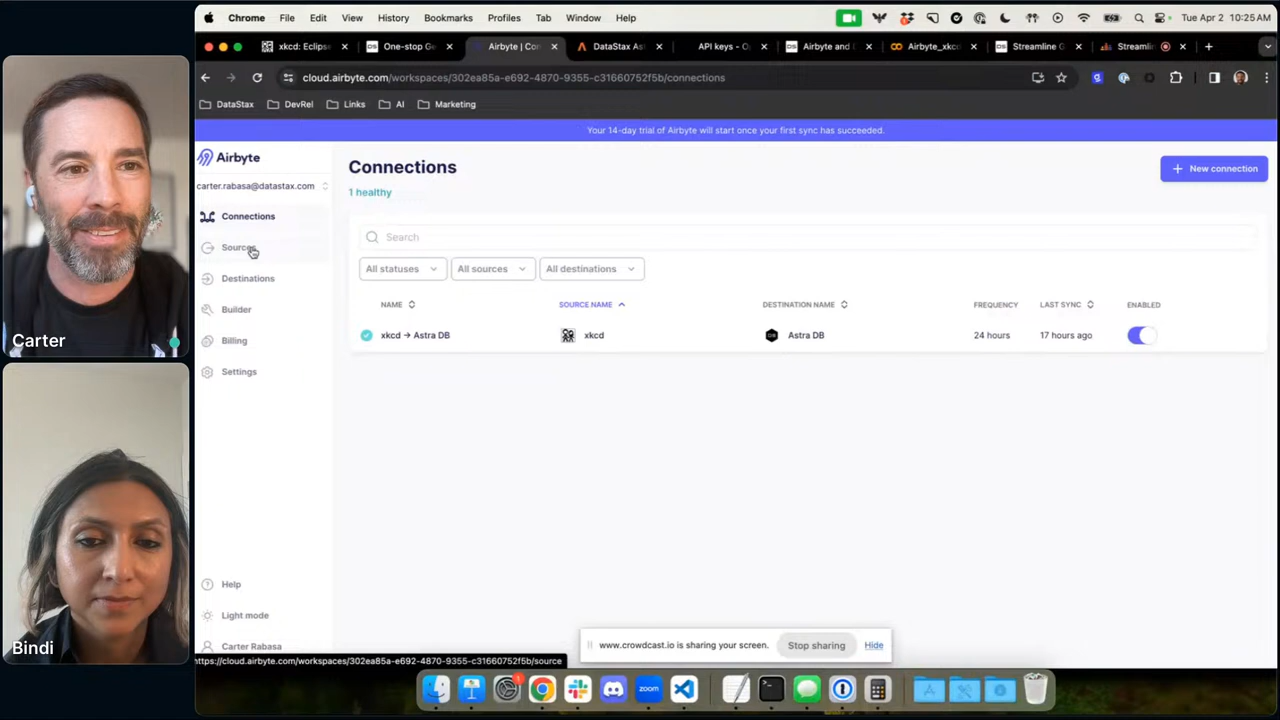 Chrome File Edit View History Bookmarks Profiles Tab Window Help
Tue Apr 2 10:25 AM
xkcd: Eclips
One-stop Ge
Airbyte | Con
DataStax As
API keys - O
Airbyte and
Airbyte_xkc
Streamline G
Streamli
cloud.airbyte.com/workspaces/302ea85a-e692-4870-9355-c31660752f5b/connections
DataStax DevRel Links AI Marketing
Your 14-day trial of Airbyte will start once your first sync has succeeded.
Airbyte
carter.rabasa@datastax.com
Connections
Sources
Destinations
Builder
Billing
Settings
Help
Light mode
Carter Rabasa
https://cloud.airbyte.com/workspaces/302ea85a-e692-4870-9355-c31660752f5b/source
Connections
1 healthy
New connection
Search
All statuses All sources All destinations
NAME SOURCE NAME DESTINATION NAME FREQUENCY LAST SYNC ENABLED
xkcd → Astra DB xkcd Astra DB 24 hours 17 hours ago
www.crowdcast.io is sharing your screen. Stop sharing Hide
zoom
Carter
Bindi